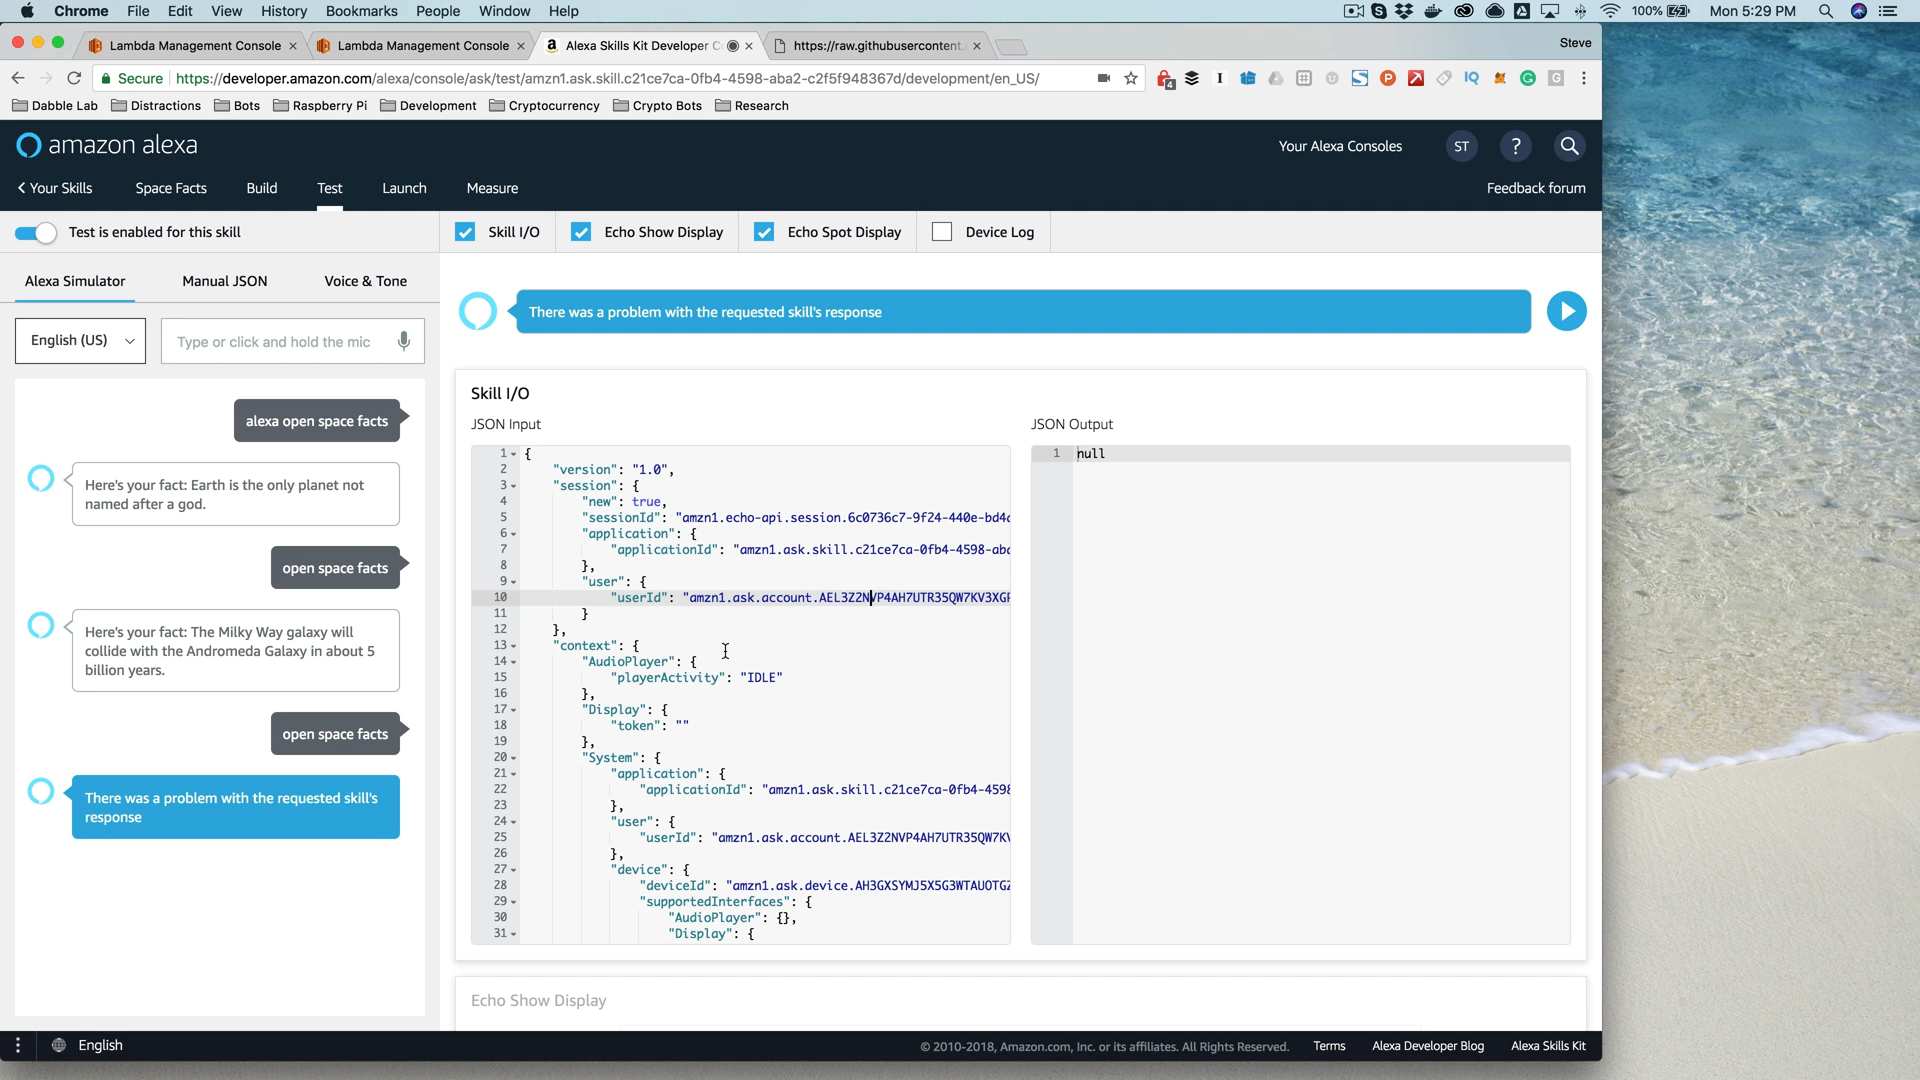 Chrome File Edit View History Bookmarks People Window Help 100% Mon 5:29 PM
Lambda Management Console Lambda Management Console Alexa Skills Kit Developer C https://raw.githubusercontent. Steve
Secure https://developer.amazon.com/alexa/console/ask/test/amzn1.ask.skill.c21ce7ca-0fb4-4598-aba2-c2f5f948367d/development/en_US/
Dabble Lab Distractions Bots Raspberry Pi Development Cryptocurrency Crypto Bots Research
amazon alexa Your Alexa Consoles ST ?
Your Skills Space Facts Build Test Launch Measure Feedback forum
Test is enabled for this skill Skill I/O Echo Show Display Echo Spot Display Device Log
Alexa Simulator Manual JSON Voice & Tone
English (US) Type or click and hold the mic
alexa open space facts
Here's your fact: Earth is the only planet not
named after a god.
open space facts
Here's your fact: The Milky Way galaxy will
collide with the Andromeda Galaxy in about 5
billion years.
open space facts
There was a problem with the requested skill's
response
There was a problem with the requested skill's response
Skill I/O
JSON Input
1 {
2 "version": "1.0",
3 "session": {
4 "new": true,
5 "sessionId": "amzn1.echo-api.session.6c0736c7-9f24-440e-bd4
6 "application": {
7 "applicationId": "amzn1.ask.skill.c21ce7ca-0fb4-4598-ab
8 },
9 "user": {
10 "userId": "amzn1.ask.account.AEL3Z2NVP4AH7UTR35QW7KV3XG
11 }
12 },
13 "context": {
14 "AudioPlayer": {
15 "playerActivity": "IDLE"
16 },
17 "Display": {
18 "token": ""
19 },
20 "System": {
21 "application": {
22 "applicationId": "amzn1.ask.skill.c21ce7ca-0fb4-459
23 },
24 "user": {
25 "userId": "amzn1.ask.account.AEL3Z2NVP4AH7UTR35QW7K
26 },
27 "device": {
28 "deviceId": "amzn1.ask.device.AH3GXSYMJ5X5G3WTAUOTG
29 "supportedInterfaces": {
30 "AudioPlayer": {},
31 "Display": {
JSON Output
1 null
Echo Show Display
English © 2010-2018, Amazon.com, Inc. or its affiliates. All Rights Reserved. Terms Alexa Developer Blog Alexa Skills Kit